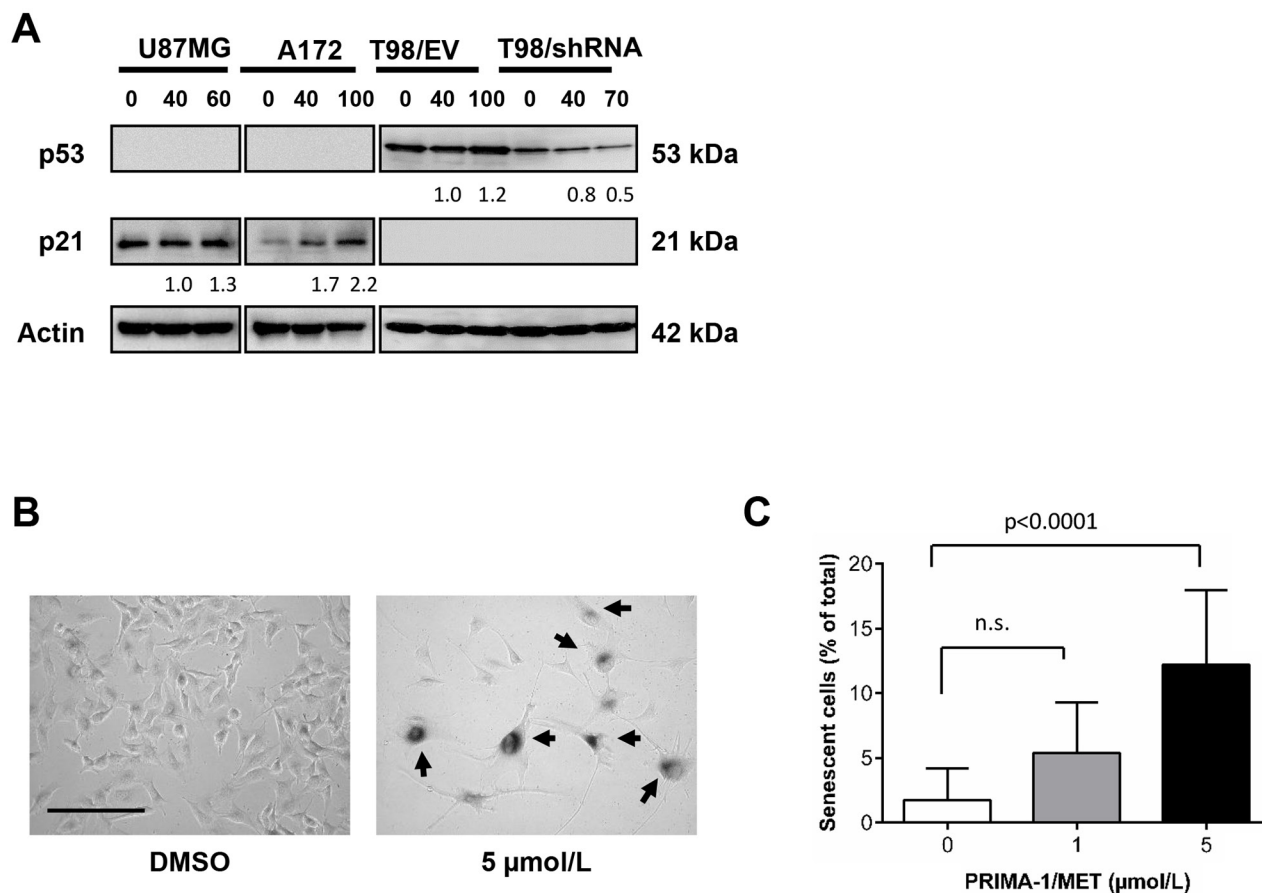 A
U87MG A172 T98/EV T98/shRNA
0 40 60 0 40 100 0 40 100 0 40 70
p53 53 kDa
1.0 1.2 0.8 0.5
p21 21 kDa
1.0 1.3 1.7 2.2
Actin 42 kDa
B
DMSO 5 µmol/L
C
p<0.0001
n.s.
Senescent cells (% of total)
20
15
10
5
0
0 1 5
PRIMA-1/MET (µmol/L)